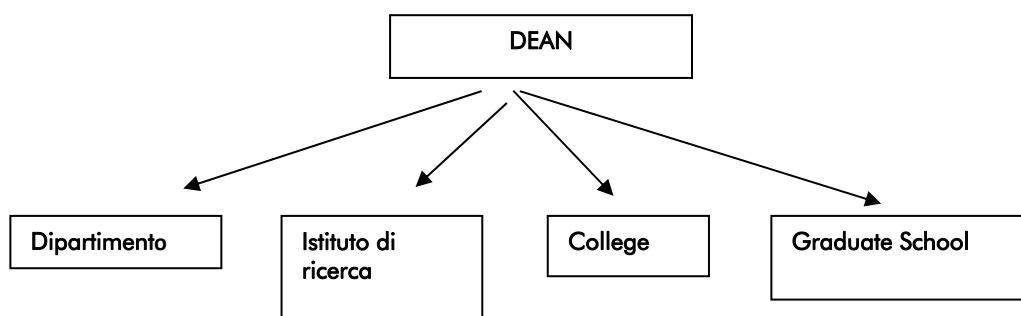 DEAN
Dipartimento
Istituto di
ricerca
College
Graduate School